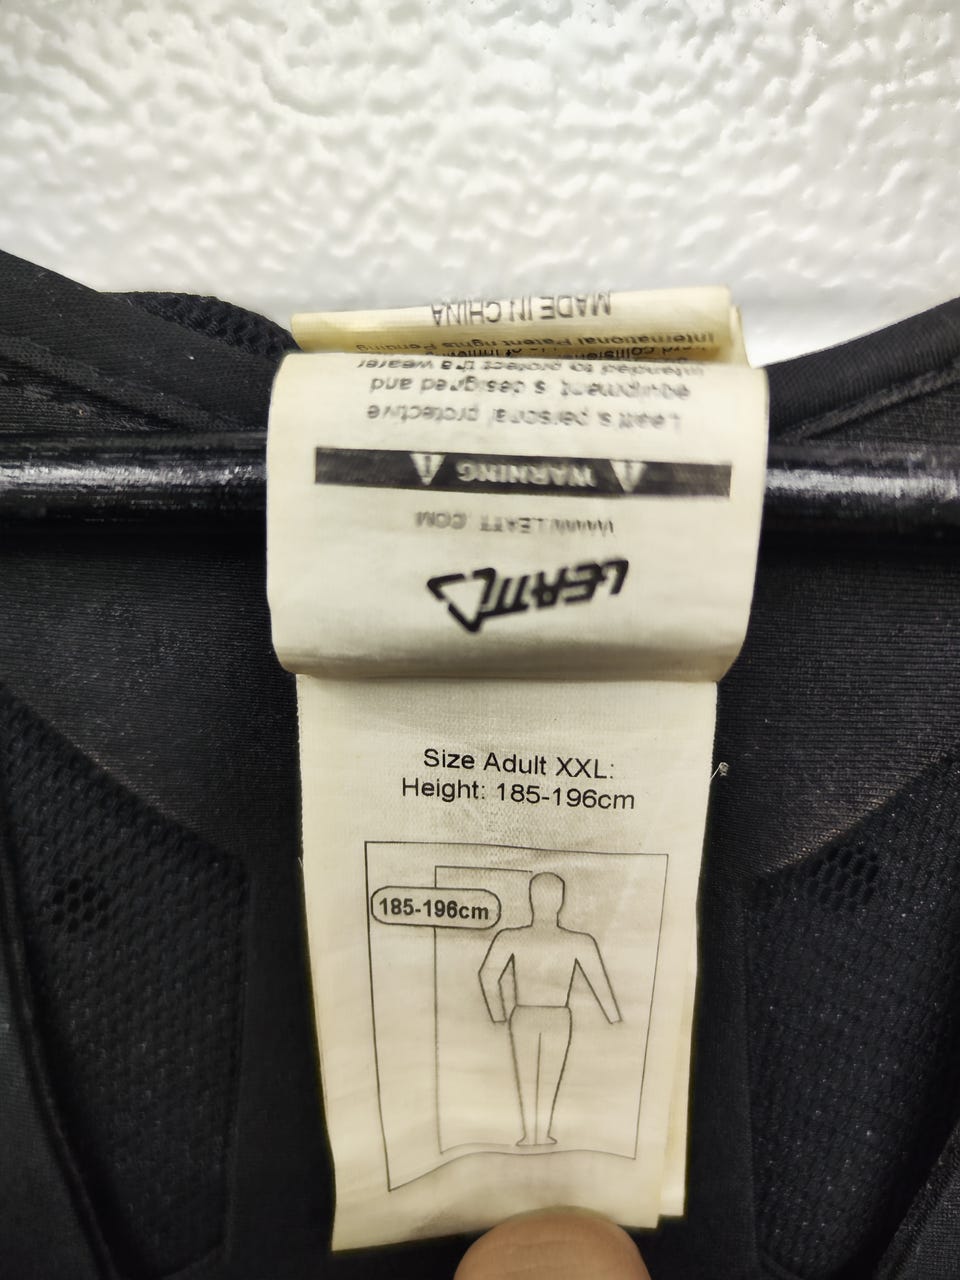 MADE IN CHINA
International Patent rights Pending
LEATT
WWW.LEATT.COM
WARNING
Leatt's personal protective
equipment is designed and
intended to protect the wearer
Size Adult XXL:
Height: 185-196cm
185-196cm